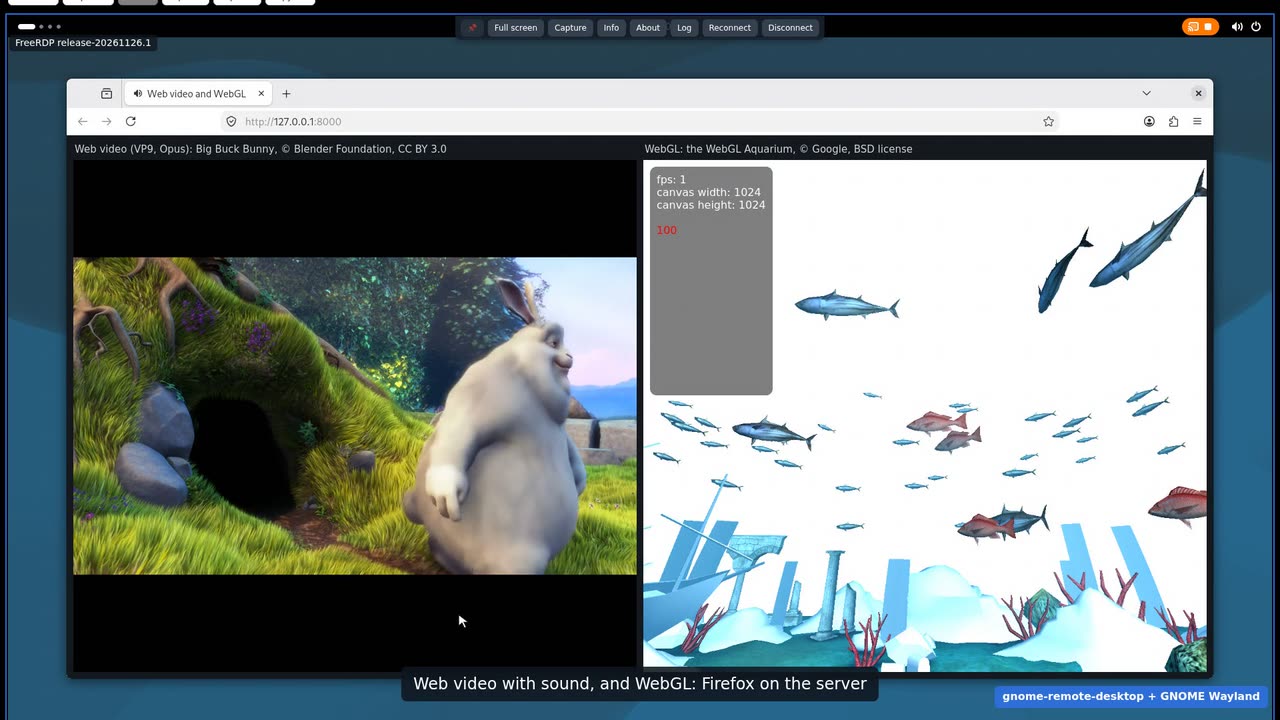 Full screen
Capture
Info
About
Log
Reconnect
Disconnect
FreeRDP release-20261126.1
Web video and WebGL
http://127.0.0.1:8000
Web video (VP9, Opus): Big Buck Bunny, © Blender Foundation, CC BY 3.0
WebGL: the WebGL Aquarium, © Google, BSD license
fps: 1
canvas width: 1024
canvas height: 1024
100
Web video with sound, and WebGL: Firefox on the server
gnome-remote-desktop + GNOME Wayland